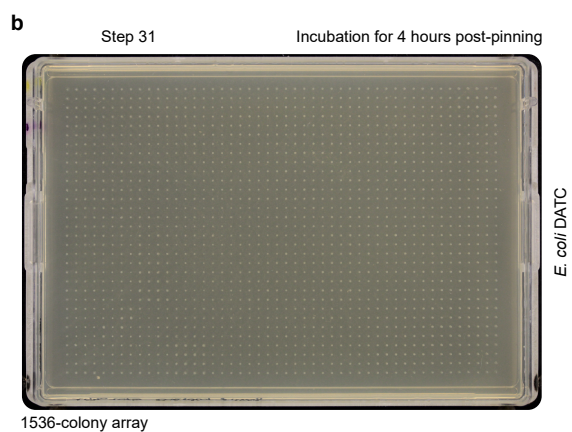 b
Step 31
Incubation for 4 hours post-pinning
E. coli DATC
1536-colony array